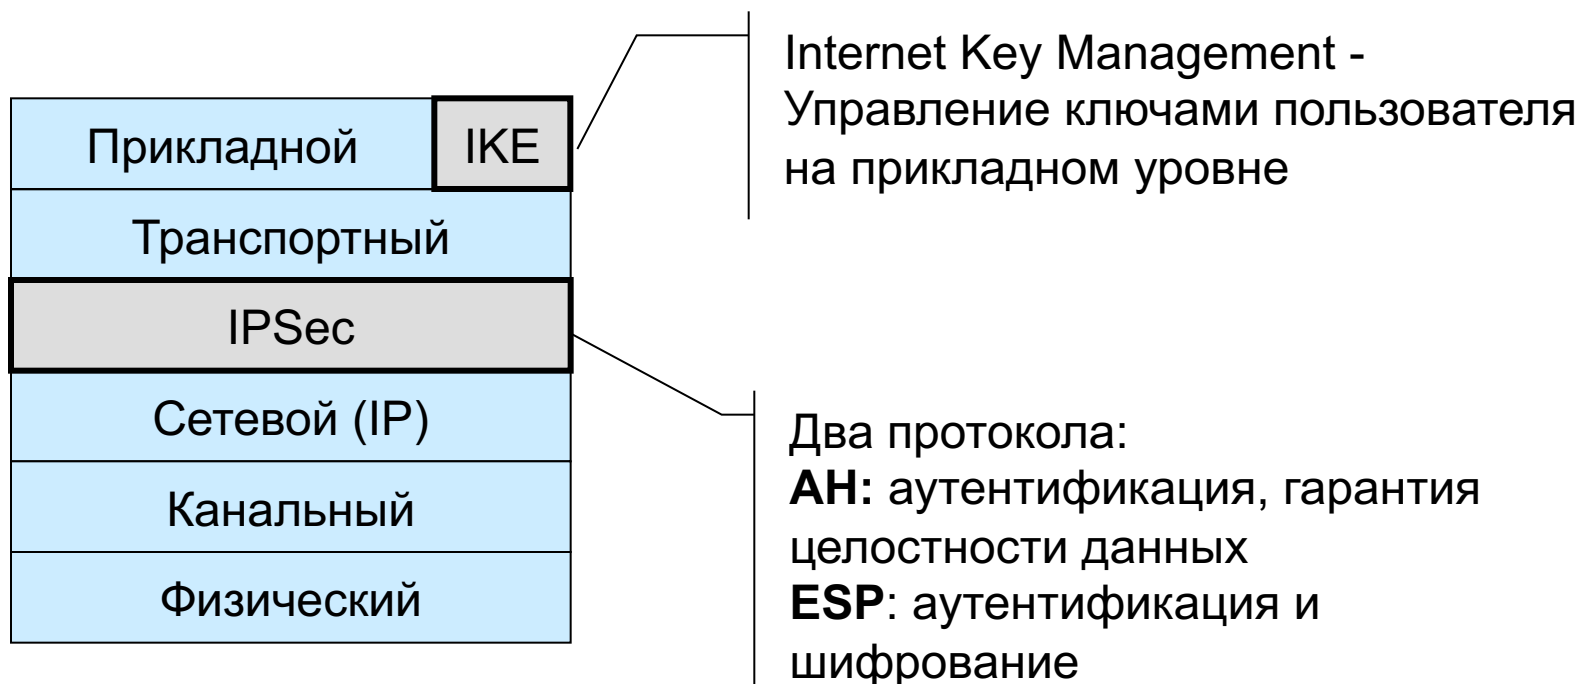 Internet Key Management -
Управление ключами пользователя
на прикладном уровне
Прикладной
IKE
Транспортный
IPSec
Сетевой (IP)
Канальный
Физический
Два протокола:
AH: аутентификация, гарантия
целостности данных
ESP: аутентификация и
шифрование